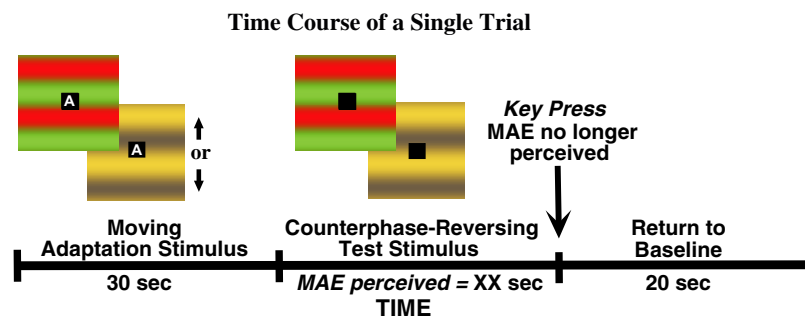 Time Course of a Single Trial
A
A
or
Key Press
MAE no longer
perceived
Moving
Adaptation Stimulus
Counterphase-Reversing
Test Stimulus
Return to
Baseline
30 sec
MAE perceived = XX sec
20 sec
TIME